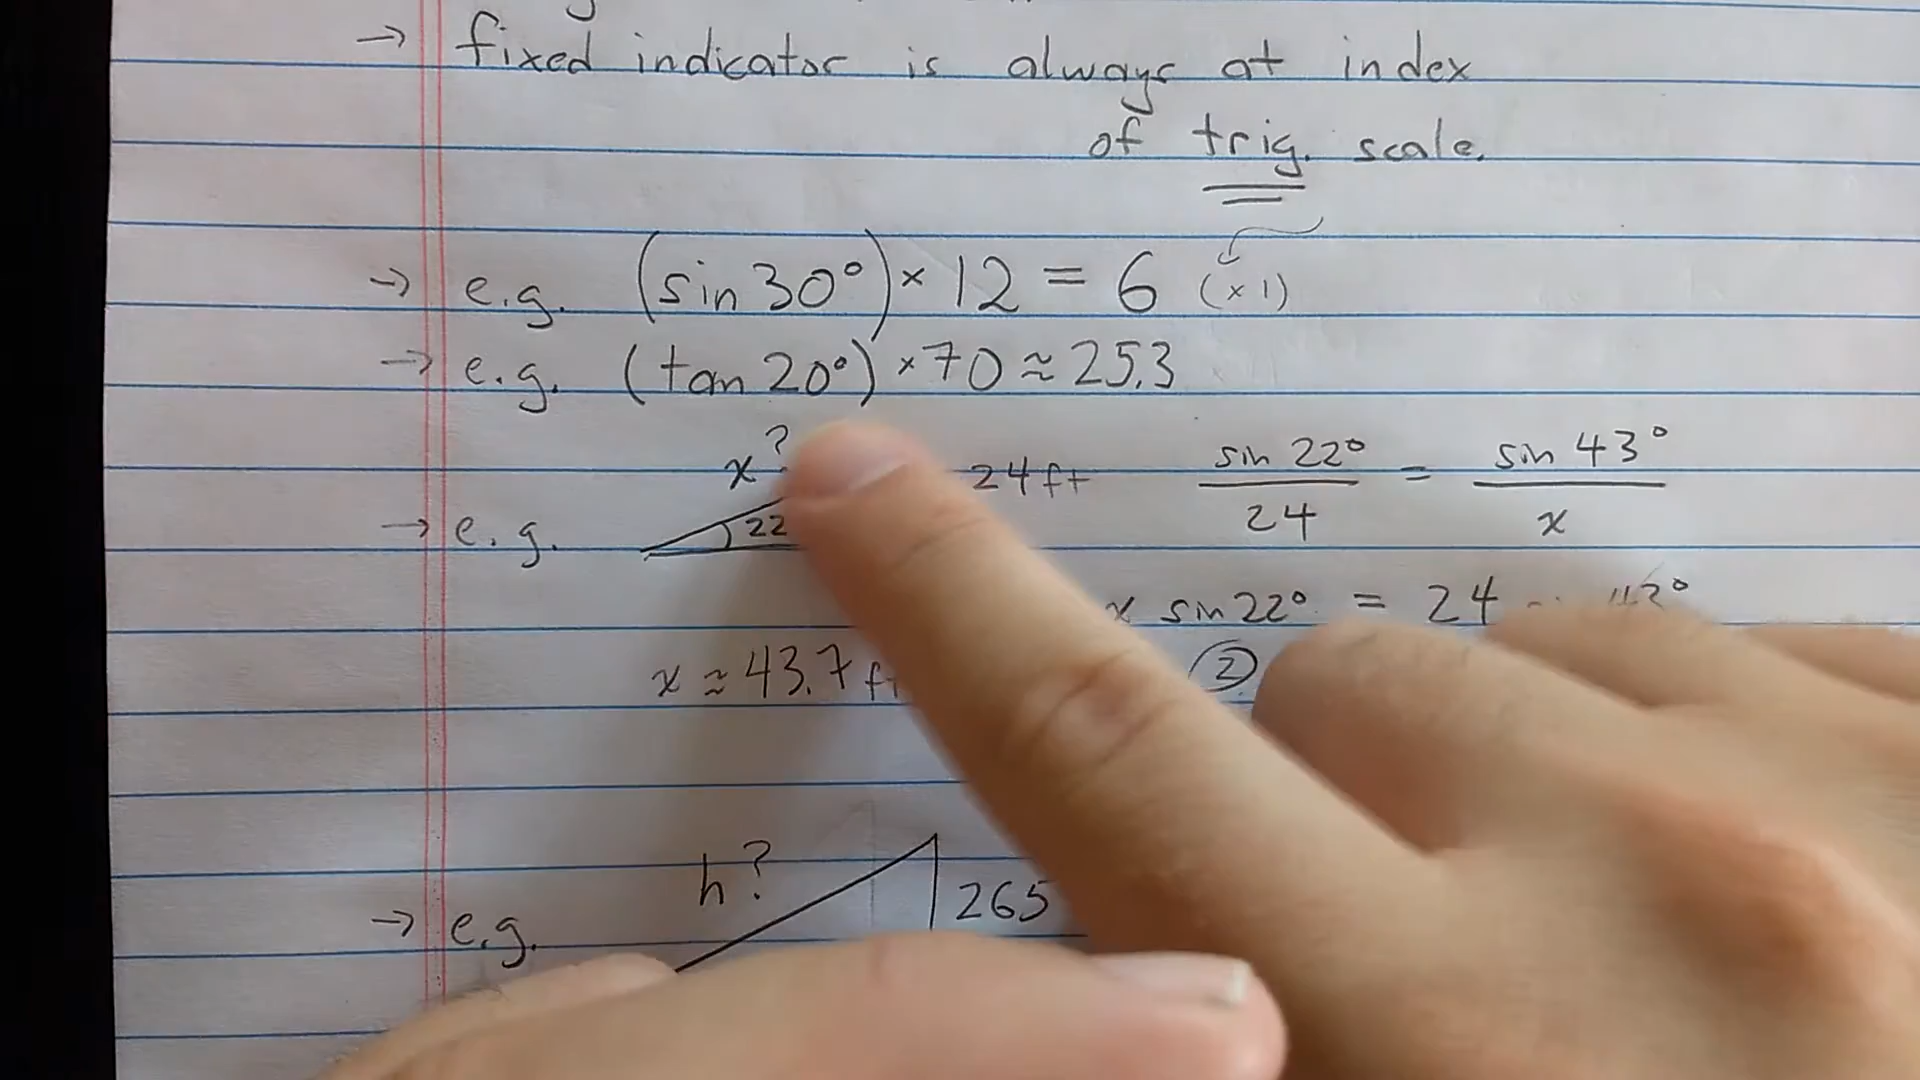 → fixed indicator is always at index
of trig. scale.
→ e.g. (sin 30°) × 12 = 6 (×1)
→ e.g. (tan 20°) × 70 ≈ 25.3
x? 24 ft sin 22° / 24 = sin 43° / x
→ e.g. 22
x sin 22° = 24
x ≈ 43.7 ②
h? 265
→ e.g.